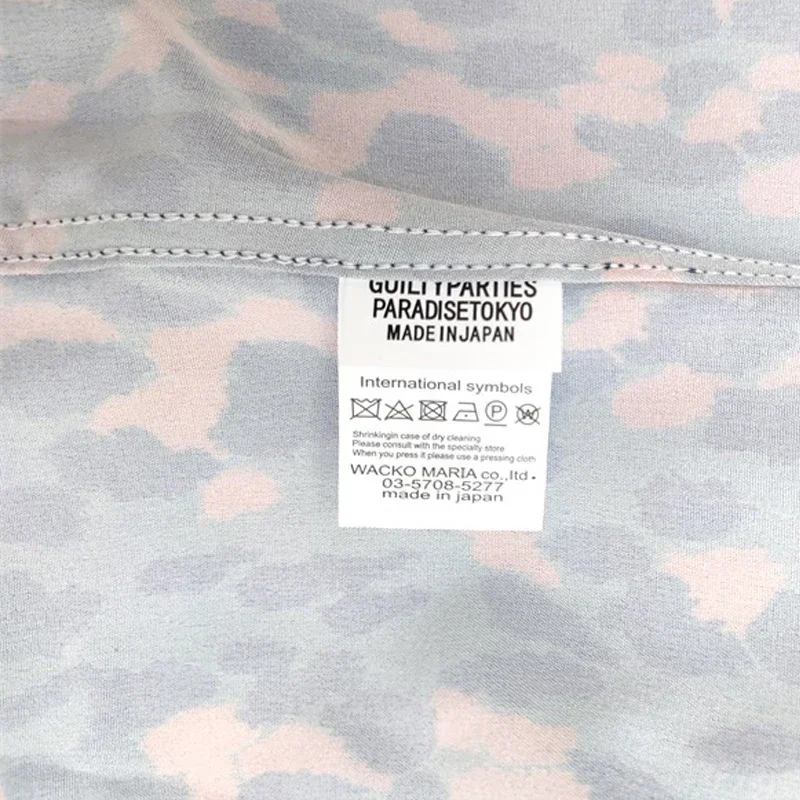 GUILTYPARTIES
PARADISETOKYO
MADE IN JAPAN
International symbols
P W
Shrinkingin case of dry cleaning
Please consult with the specialty store
When you press it please use a pressing cloth
WACKO MARIA co.,ltd.
03-5708-5277
made in japan